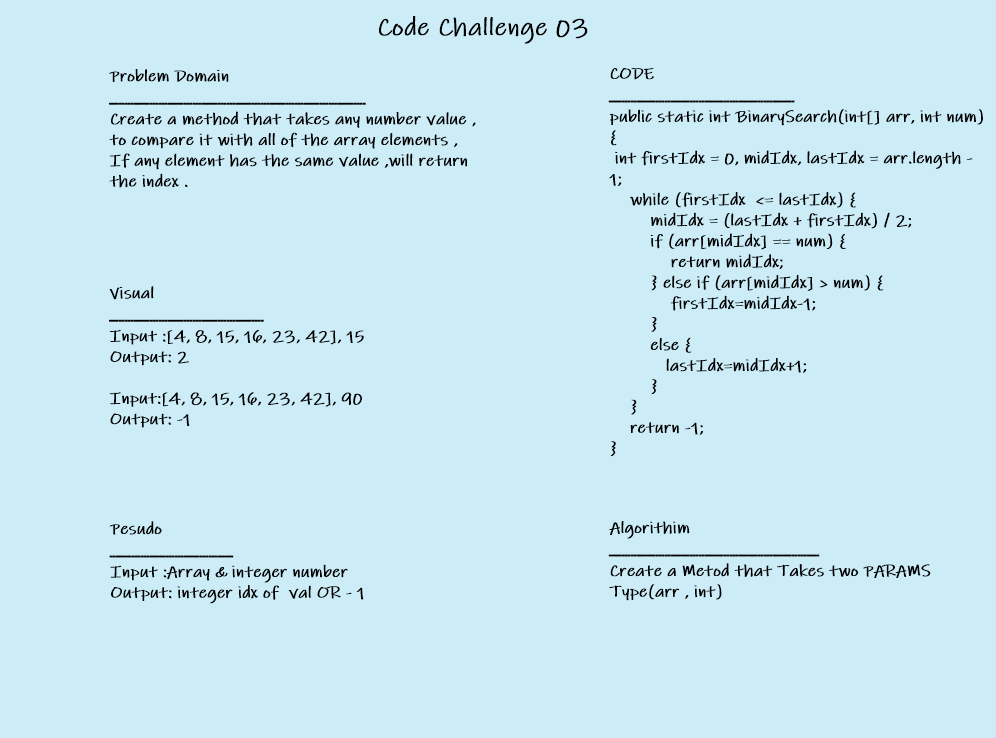 Code Challenge 03
Problem Domain
Create a method that takes any number value ,
to compare it with all of the array elements ,
If any element has the same value ,will return
the index .
Visual
Input :[4, 8, 15, 16, 23, 42], 15
Output: 2
Input:[4, 8, 15, 16, 23, 42], 90
Output: -1
Pesudo
Input :Array & integer number
Output: integer idx of val OR - 1
CODE
public static int BinarySearch(int[] arr, int num)
{
int firstIdx = 0, midIdx, lastIdx = arr.length -
1;
while (firstIdx <= lastIdx) {
midIdx = (lastIdx + firstIdx) / 2;
if (arr[midIdx] == num) {
return midIdx;
} else if (arr[midIdx] > num) {
firstIdx=midIdx-1;
}
else {
lastIdx=midIdx+1;
}
}
return -1;
}
Algorithim
Create a Metod that Takes two PARAMS
Type(arr , int)